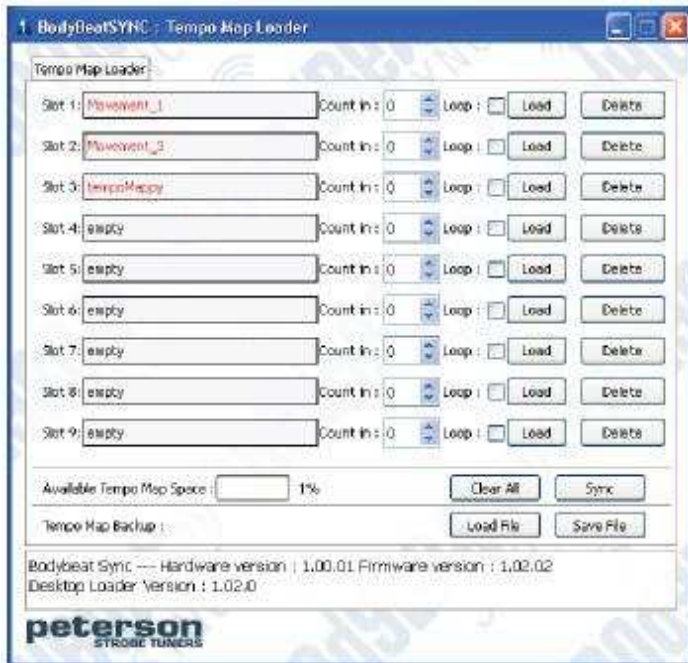 BodyBeatSYNC : Tempo Map Loader
Tempo Map Loader
Slot 1: Movement_1 Count in : 0 Loop : Load Delete
Slot 2: Movement_3 Count in : 0 Loop : Load Delete
Slot 3: tempoMappy Count in : 0 Loop : Load Delete
Slot 4: empty Count in : 0 Loop : Load Delete
Slot 5: empty Count in : 0 Loop : Load Delete
Slot 6: empty Count in : 0 Loop : Load Delete
Slot 7: empty Count in : 0 Loop : Load Delete
Slot 8: empty Count in : 0 Loop : Load Delete
Slot 9: empty Count in : 0 Loop : Load Delete
Available Tempo Map Space : 1% Clear All Sync
Tempo Map Backup : Load File Save File
Bodybeat Sync --- Hardware version : 1.00.01 Firmware version : 1.02.02
Desktop Loader Version : 1.02.0
peterson
STROBE TUNERS